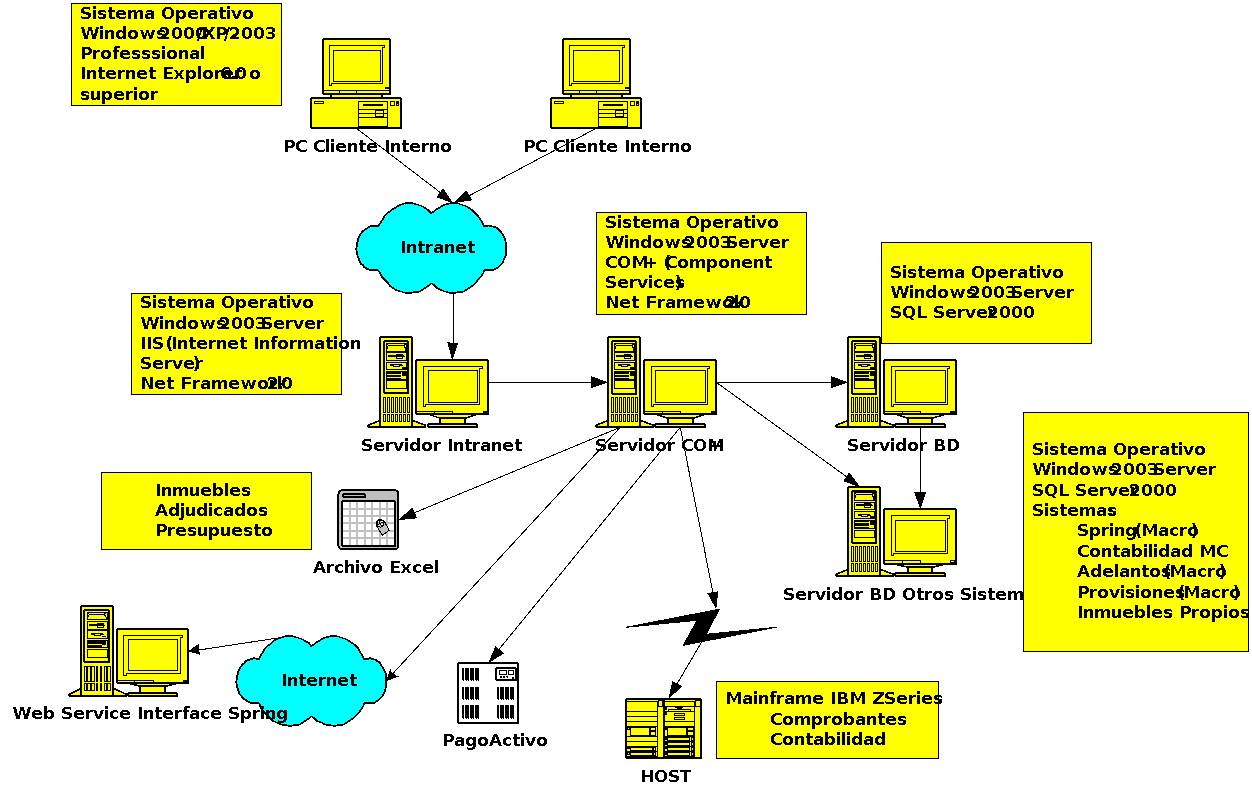 Sistema Operativo
Windows 2000/XP/2003
Professsional
Internet Explorer 6.0 o
superior
PC Cliente Interno
PC Cliente Interno
Intranet
Sistema Operativo
Windows 2003 Server
COM+ (Component
Services)
Net Framewok 2.0
Sistema Operativo
Windows 2003 Server
SQL Server 2000
Sistema Operativo
Windows 2003 Server
IIS (Internet Information
Server)
Net Framework 2.0
Servidor Intranet
Servidor COM+
Servidor BD
Sistema Operativo
Windows 2003 Server
SQL Server 2000
Sistemas:
Spring (Macro)
Contabilidad MC
Adelantos (Macro)
Provisiones (Macro)
Inmuebles Propios
Inmuebles
Adjudicados
Presupuesto
Archivo Excel
Servidor BD Otros Sistem
Internet
Web Service Interface Spring
PagoActivo
Mainframe IBM ZSeries
Comprobantes
Contabilidad
HOST